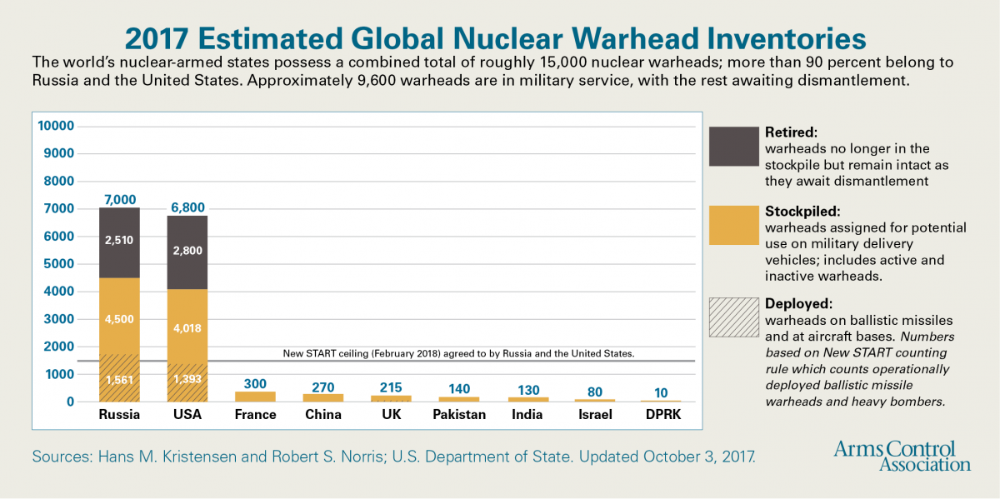 2017 Estimated Global Nuclear Warhead Inventories
The world's nuclear-armed states possess a combined total of roughly 15,000 nuclear warheads; more than 90 percent belong to
Russia and the United States. Approximately 9,600 warheads are in military service, with the rest awaiting dismantlement.
10000
9000
8000
7000
6000
5000
4000
3000
2000
1000
0
7,000
2,510
4,500
1,561
6,800
2,800
4,018
1,393
New START ceiling (February 2018) agreed to by Russia and the United States.
300
270
215
140
130
80
10
Russia
USA
France
China
UK
Pakistan
India
Israel
DPRK
Retired:
warheads no longer in the
stockpile but remain intact as
they await dismantlement
Stockpiled:
warheads assigned for potential
use on military delivery
vehicles; includes active and
inactive warheads.
Deployed:
warheads on ballistic missiles
and at aircraft bases. Numbers
based on New START counting
rule which counts operationally
deployed ballistic missile
warheads and heavy bombers.
Sources: Hans M. Kristensen and Robert S. Norris; U.S. Department of State. Updated October 3, 2017.
Arms Control
Association